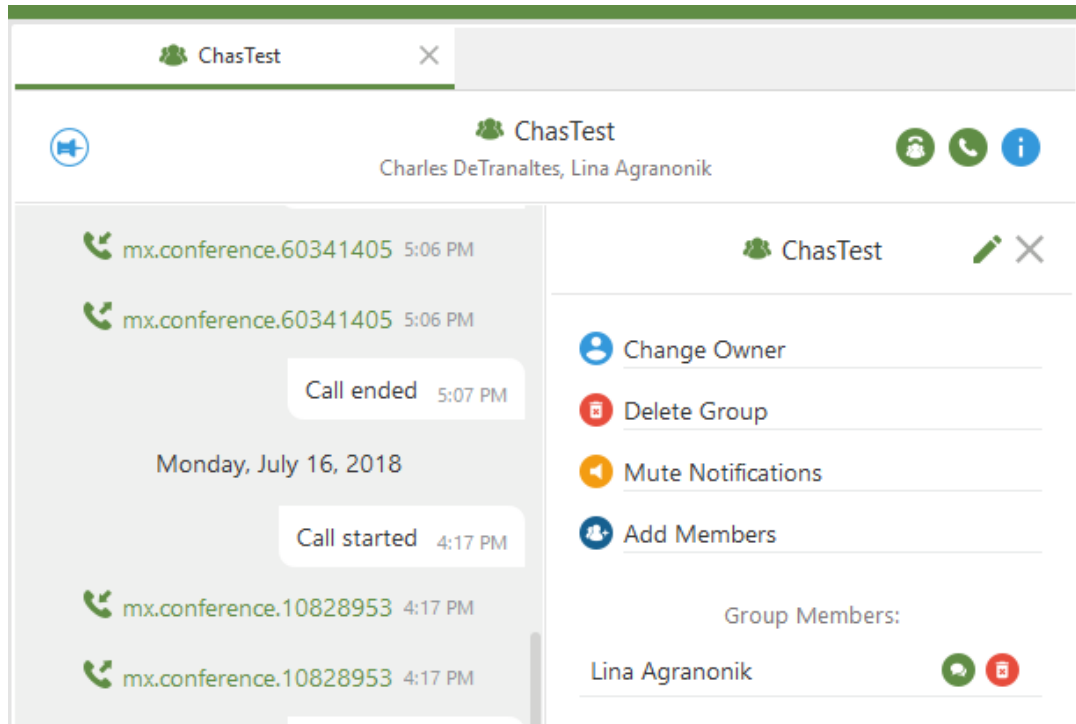 ChasTest
ChasTest
Charles DeTranaltes, Lina Agranonik
mx.conference.60341405 5:06 PM
mx.conference.60341405 5:06 PM
Call ended 5:07 PM
Monday, July 16, 2018
Call started 4:17 PM
mx.conference.10828953 4:17 PM
mx.conference.10828953 4:17 PM
ChasTest
Change Owner
Delete Group
Mute Notifications
Add Members
Group Members:
Lina Agranonik